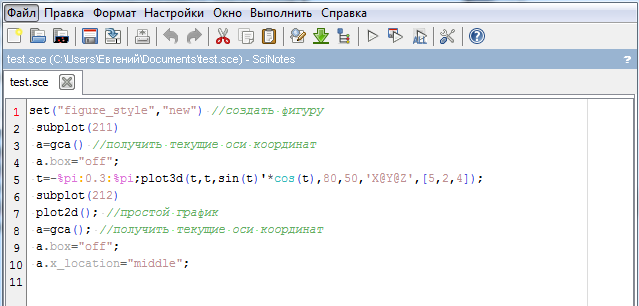 Файл Правка Формат Настройки Окно Выполнить Справка
test.sce (C:\Users\Евгений\Documents\test.sce) - SciNotes ?
test.sce
1 set("figure_style","new") //создать фигуру
2 subplot(211)
3 a=gca() //получить текущие оси координат
4 a.box="off";
5 t=-%pi:0.3:%pi;plot3d(t,t,sin(t)'*cos(t),80,50,'X@Y@Z',[5,2,4]);
6 subplot(212)
7 plot2d(); //простой график
8 a=gca(); //получить текущие оси координат
9 a.box="off";
10 a.x_location="middle";
11